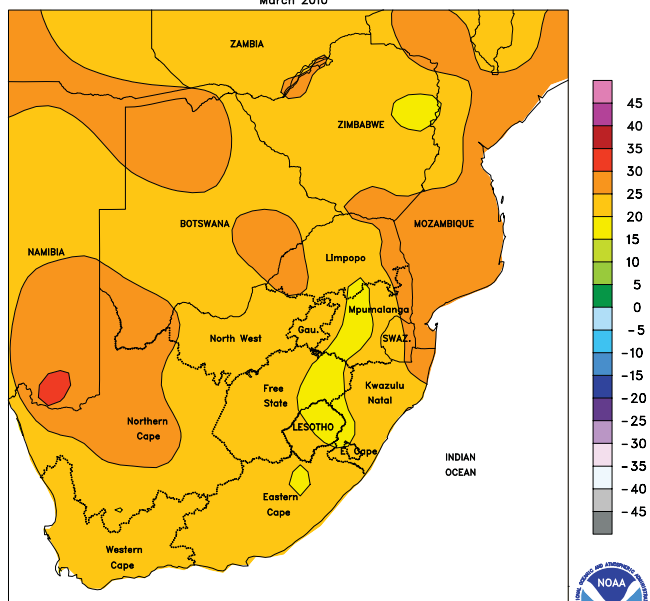 March 2010
ZAMBIA
ZIMBABWE
BOTSWANA
MOZAMBIQUE
NAMIBIA
Limpopo
Mpumalanga
North West
Gau.
SWAZ.
Free
State
Kwazulu
Natal
Northern
Cape
LESOTHO
E. Cape
INDIAN
OCEAN
Eastern
Cape
Western
Cape
45
40
35
30
25
20
15
10
5
0
-5
-10
-15
-20
-25
-30
-35
-40
-45
NOAA